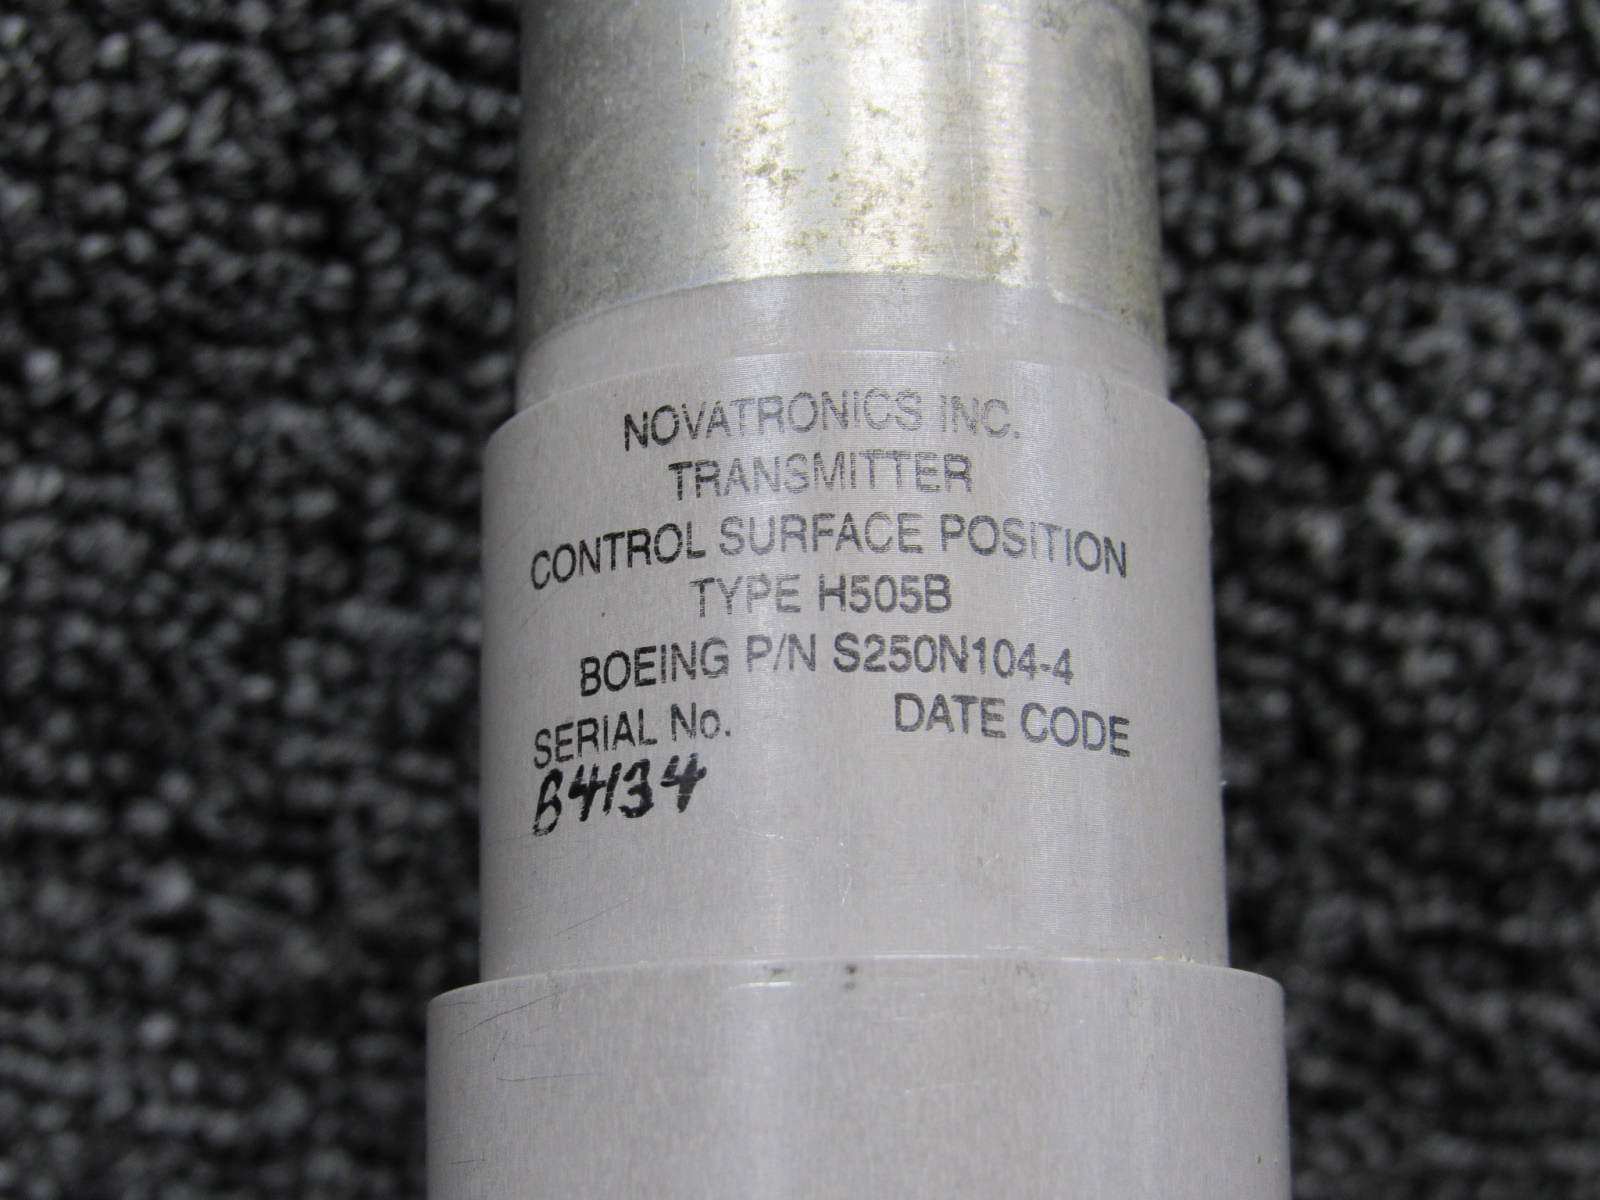 NOVATRONICS INC.
TRANSMITTER
CONTROL SURFACE POSITION
TYPE H505B
BOEING P/N S250N104-4
SERIAL No. DATE CODE
B4134